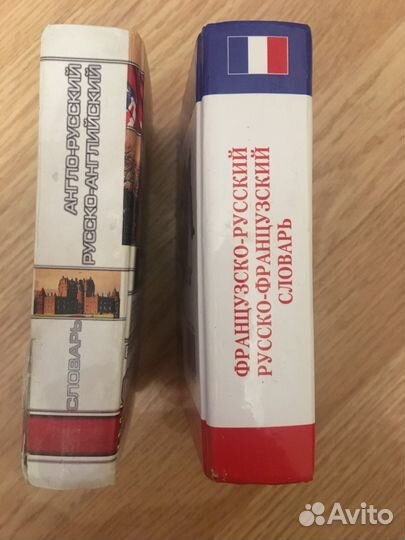 АНГЛО-РУССКИЙ
РУССКО-АНГЛИЙСКИЙ
СЛОВАРЬ
ФРАНЦУЗСКО-РУССКИЙ
РУССКО-ФРАНЦУЗСКИЙ
СЛОВАРЬ
Avito